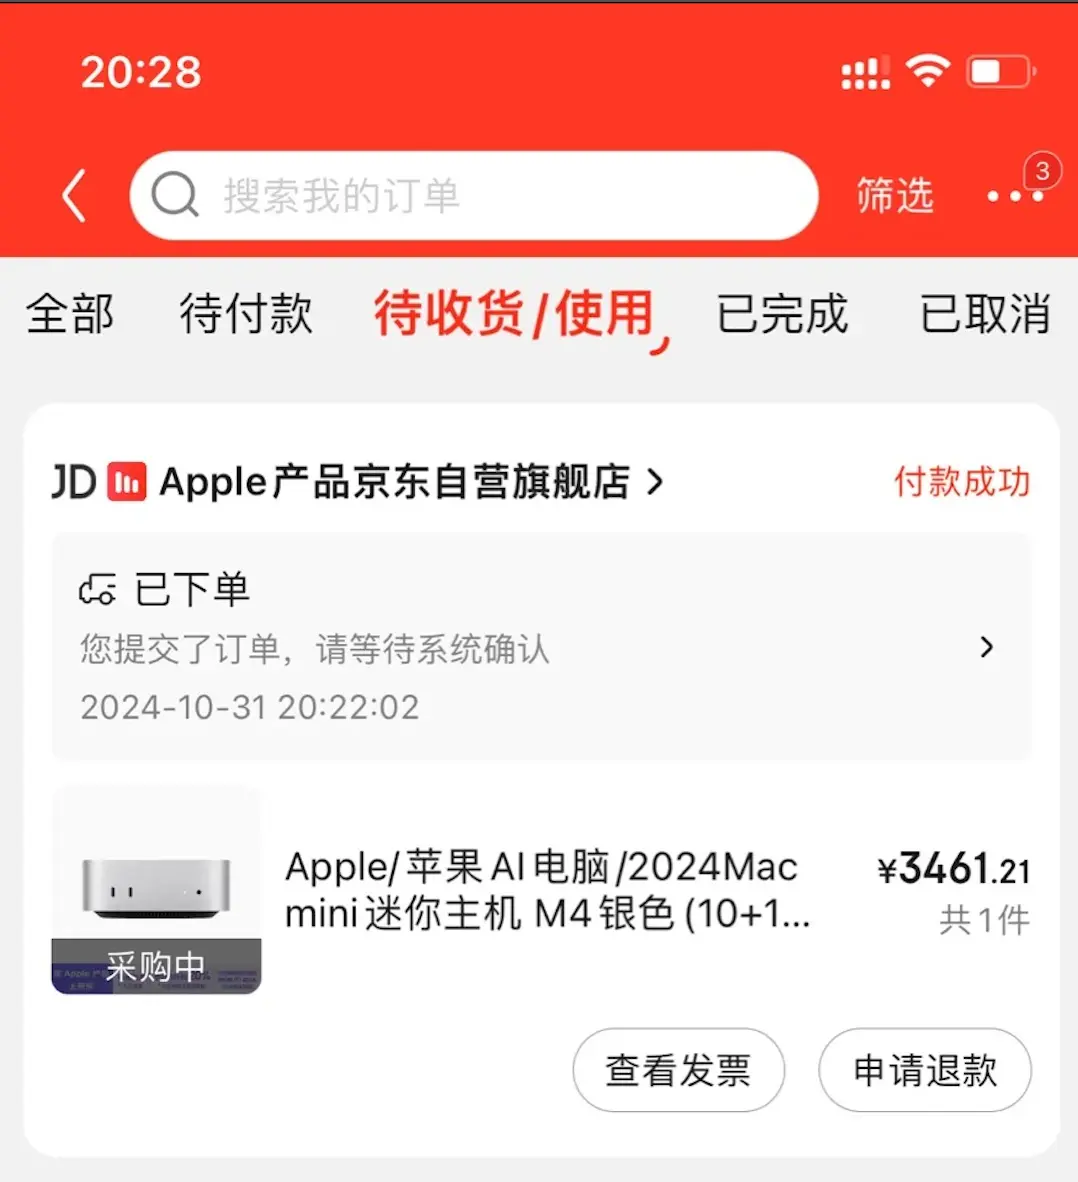 20:28
搜索我的订单
筛选
3
全部
待付款
待收货/使用
已完成
已取消
JD Apple产品京东自营旗舰店
付款成功
已下单
您提交了订单，请等待系统确认
2024-10-31 20:22:02
Apple/苹果AI电脑/2024Mac
mini迷你主机 M4银色(10+1...
¥3461.21
共1件
采购中
查看发票
申请退款